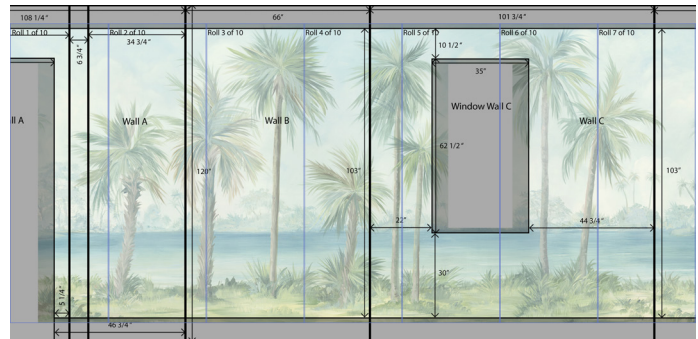 108 1/4"
66"
101 3/4"
Roll 1 of 10
Roll 2 of 10
Roll 3 of 10
Roll 4 of 10
Roll 5 of 1
Roll 6 of 10
Roll 7 of 10
34 3/4"
6 3/4"
10 1/2"
35"
Window Wall C
ll A
Wall A
Wall B
Wall C
62 1/2"
120"
103"
103"
22"
44 3/4"
30"
5 1/4"
46 3/4"